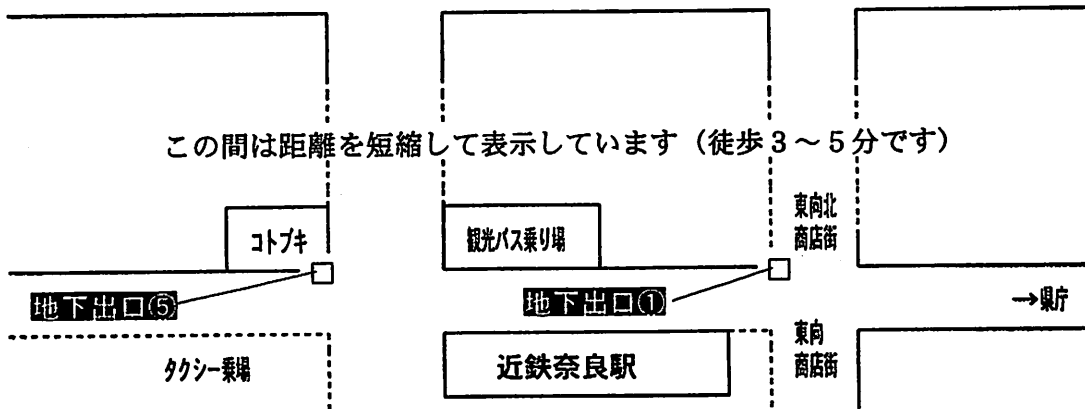 この間は距離を短縮して表示しています（徒歩3～5分です）
東向北
商店街
コトブキ
観光バス乗り場
地下出口⑤
地下出口①
→県庁
タクシー乗場
近鉄奈良駅
東向
商店街